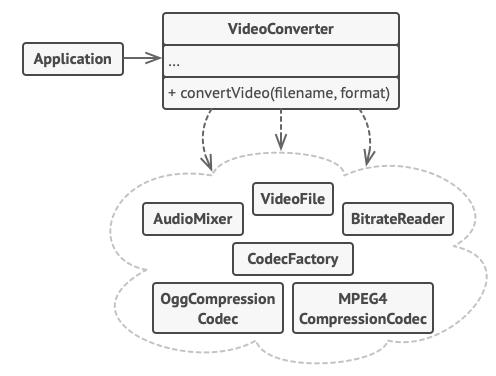 VideoConverter
Application
...
+ convertVideo(filename, format)
VideoFile
AudioMixer
BitrateReader
CodecFactory
OggCompression
Codec
MPEG4
CompressionCodec